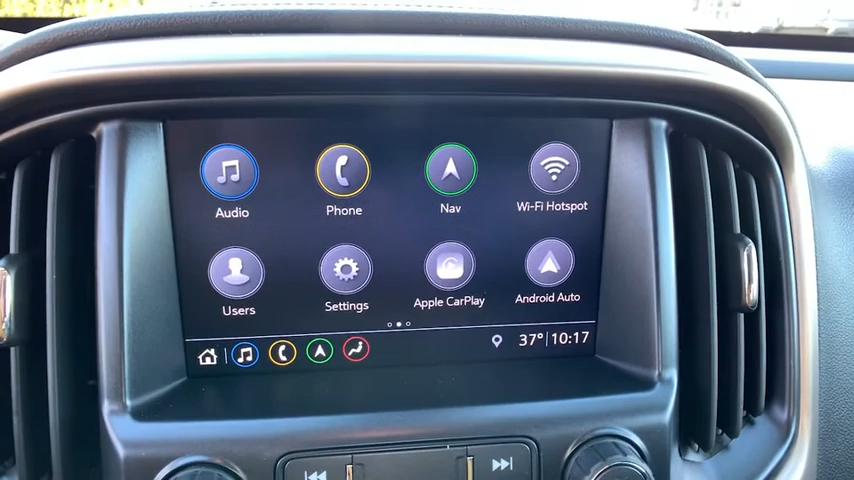 Audio Phone Nav Wi-Fi Hotspot
Users Settings Apple CarPlay Android Auto
37° 10:17